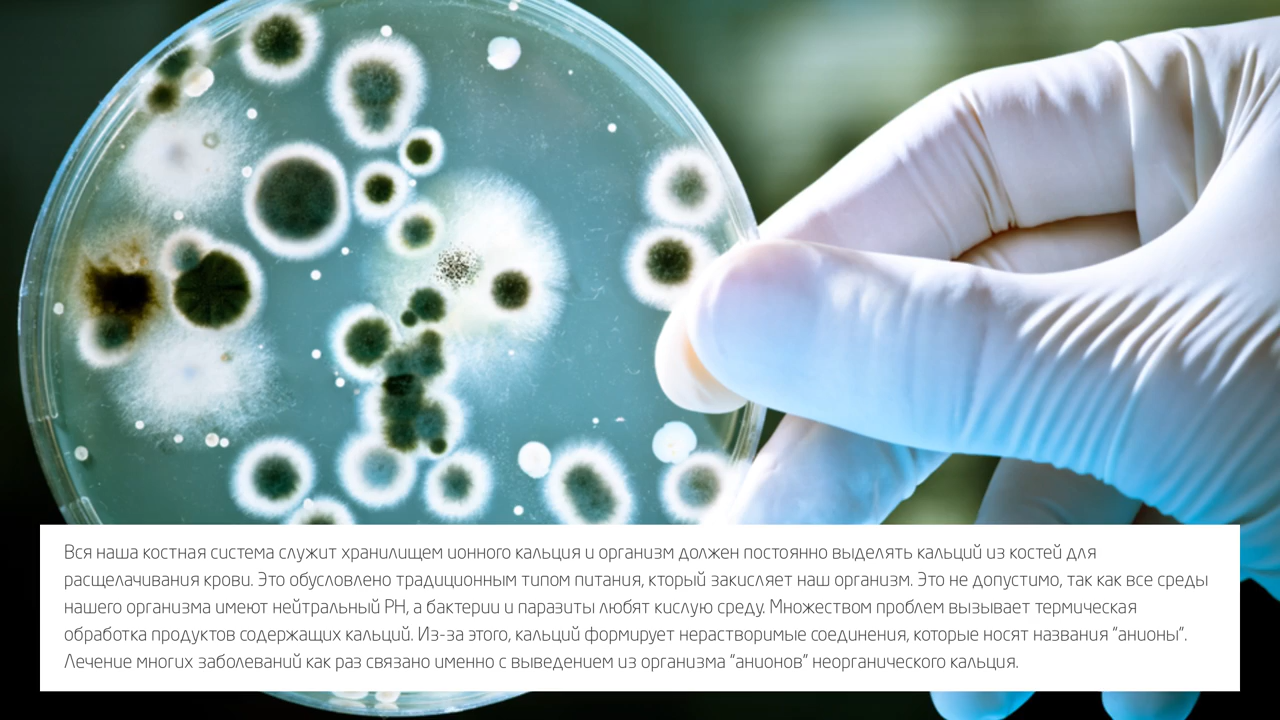 Вся наша костная система служит хранилищем ионного кальция и организм должен постоянно выделять кальций из костей для
расщелачивания крови. Это обусловлено традиционным типом питания, кторый закисляет наш организм. Это не допустимо, так как все среды
нашего организма имеют нейтральный PH, а бактерии и паразиты любят кислую среду. Множеством проблем вызывает термическая
обработка продуктов содержащих кальций. Из-за этого, кальций формирует нерастворимые соединения, которые носят названия “анионы”.
Лечение многих заболеваний как раз связано именно с выведением из организма “анионов” неорганического кальция.